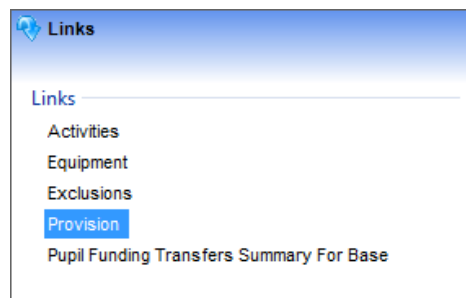 Links
Links
Activities
Equipment
Exclusions
Provision
Pupil Funding Transfers Summary For Base